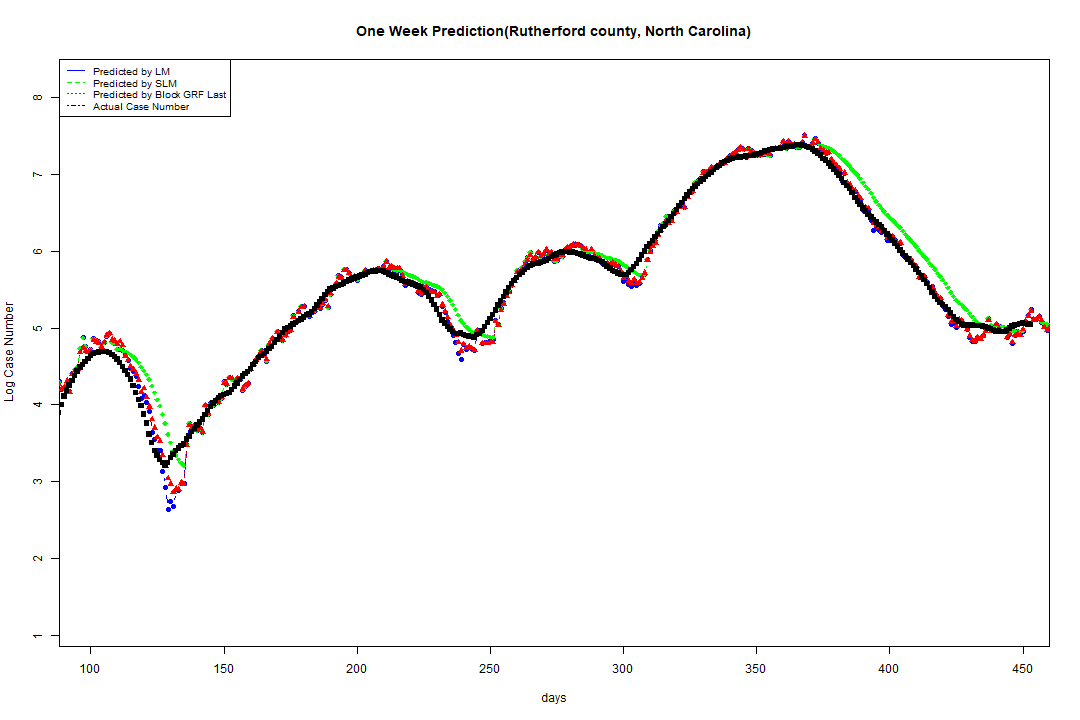 One Week Prediction(Rutherford county, North Carolina)
Predicted by LM
Predicted by SLM
Predicted by Block GRF Last
Actual Case Number
Log Case Number
8
7
6
5
4
3
2
1
100 150 200 250 300 350 400 450
days